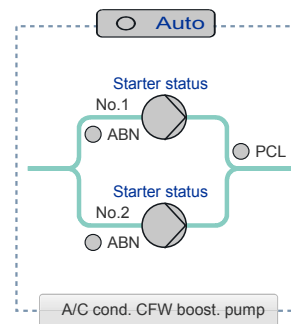 Auto
Starter status
No.1
ABN
PCL
Starter status
No.2
ABN
A/C cond. CFW boost. pump